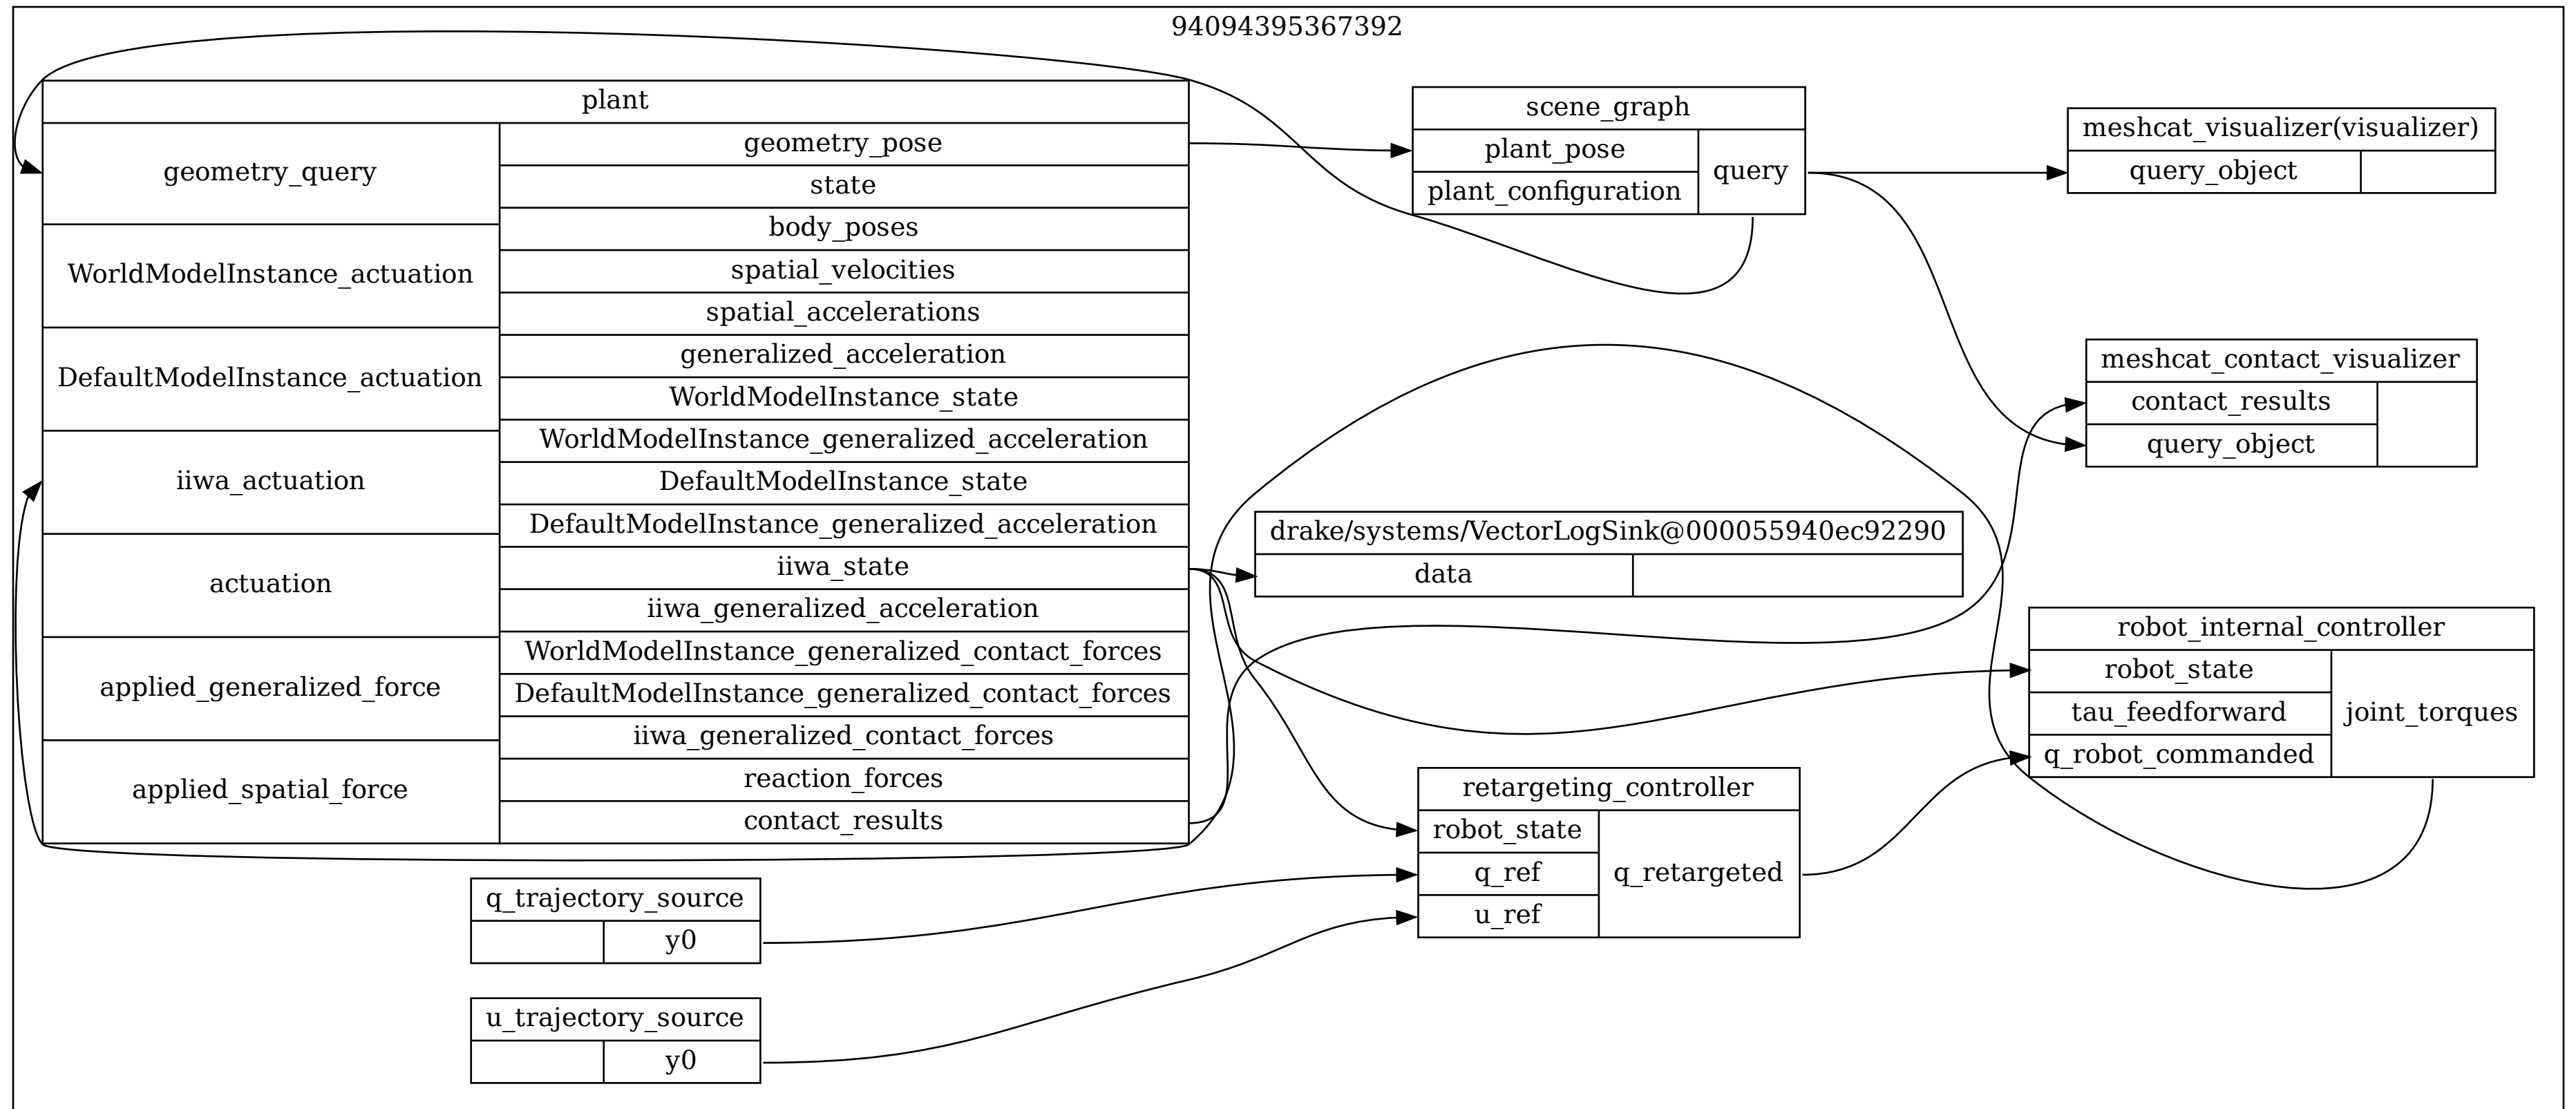 94094395367392
plant
geometry_query
WorldModelInstance_actuation
DefaultModelInstance_actuation
iiwa_actuation
actuation
applied_generalized_force
applied_spatial_force
geometry_pose
state
body_poses
spatial_velocities
spatial_accelerations
generalized_acceleration
WorldModelInstance_state
WorldModelInstance_generalized_acceleration
DefaultModelInstance_state
DefaultModelInstance_generalized_acceleration
iiwa_state
iiwa_generalized_acceleration
WorldModelInstance_generalized_contact_forces
DefaultModelInstance_generalized_contact_forces
iiwa_generalized_contact_forces
reaction_forces
contact_results
scene_graph
plant_pose
plant_configuration
query
meshcat_visualizer(visualizer)
query_object
meshcat_contact_visualizer
contact_results
query_object
drake/systems/VectorLogSink@000055940ec92290
data
robot_internal_controller
robot_state
tau_feedforward
q_robot_commanded
joint_torques
retargeting_controller
robot_state
q_ref
u_ref
q_retargeted
q_trajectory_source
y0
u_trajectory_source
y0